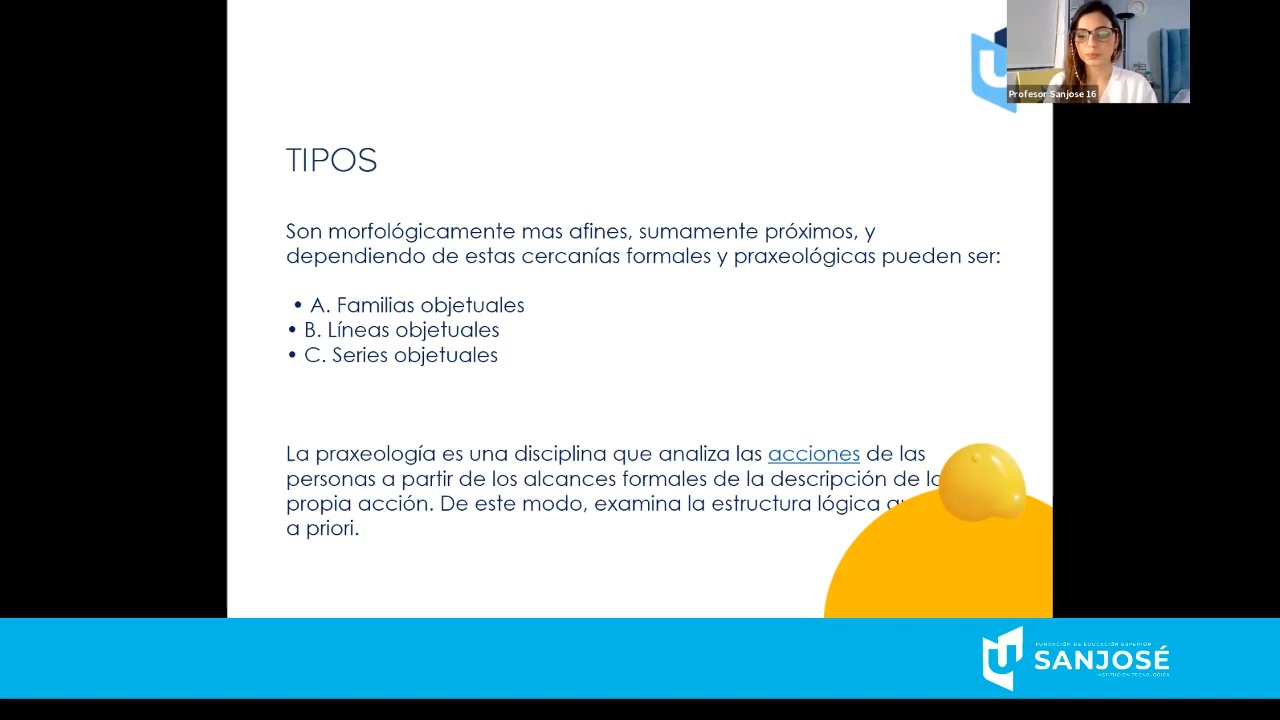 Profesor Sanjose 16
TIPOS
Son morfológicamente mas afines, sumamente próximos, y
dependiendo de estas cercanías formales y praxeológicas pueden ser:
• A. Familias objetuales
• B. Líneas objetuales
• C. Series objetuales
La praxeología es una disciplina que analiza las acciones de las
personas a partir de los alcances formales de la descripción de
propia acción. De este modo, examina la estructura lógica
a priori.
FUNDACIÓN DE EDUCACIÓN SUPERIOR
SANJOSÉ
INSTITUCIÓN TECNOLÓGICA